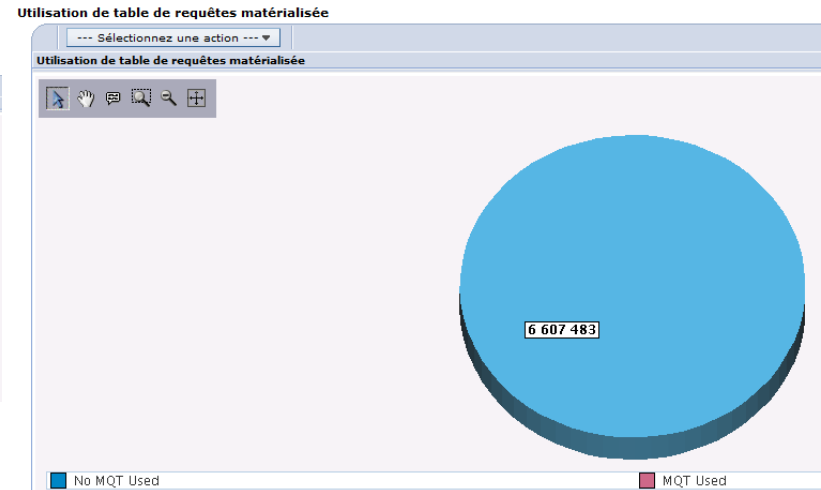 Utilisation de table de requêtes matérialisée
--- Sélectionnez une action ---
Utilisation de table de requêtes matérialisée
6 607 483
No MQT Used
MQT Used